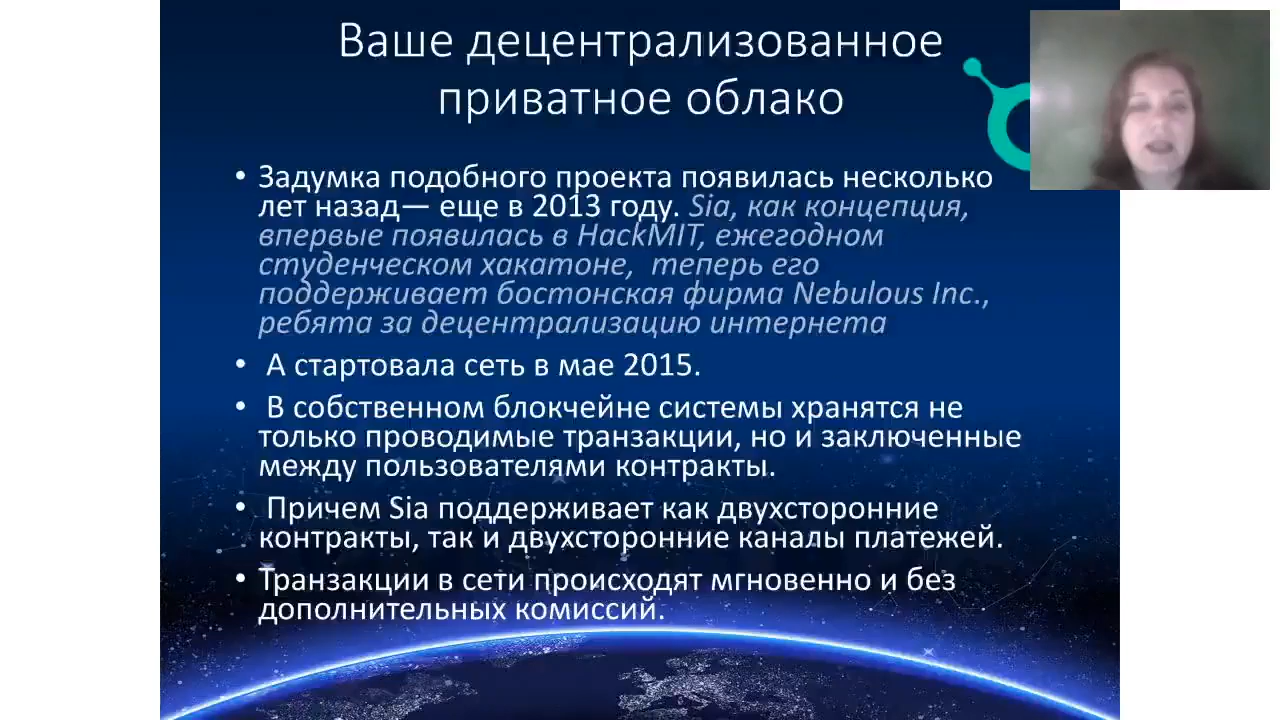 Ваше децентрализованное
приватное облако
• Задумка подобного проекта появилась несколько
лет назад— еще в 2013 году. Sia, как концепция,
впервые появилась в HackMIT, ежегодном
студенческом хакатоне,  теперь его
поддерживает бостонская фирма Nebulous Inc.,
ребята за децентрализацию интернета
•  А стартовала сеть в мае 2015.
•  В собственном блокчейне системы хранятся не
только проводимые транзакции, но и заключенные
между пользователями контракты.
•  Причем Sia поддерживает как двухсторонние
контракты, так и двухсторонние каналы платежей.
• Транзакции в сети происходят мгновенно и без
дополнительных комиссий.